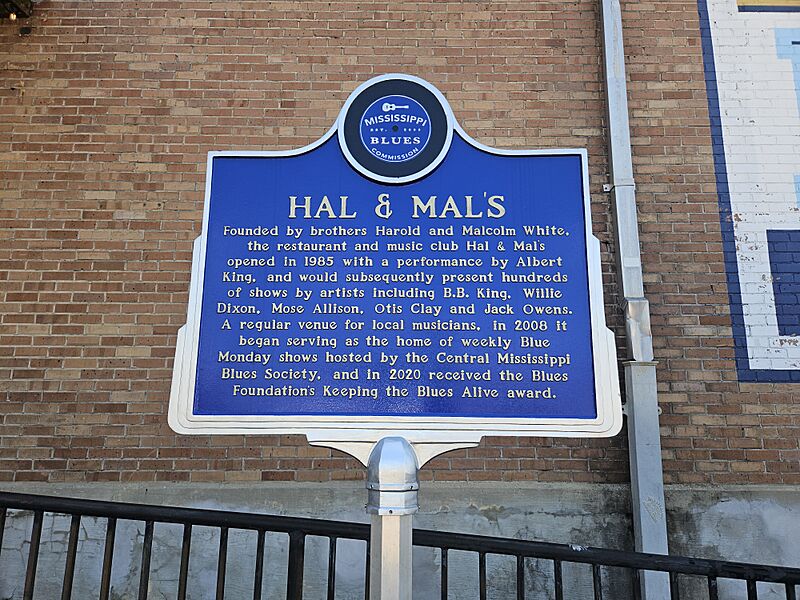 MISSISSIPPI
BLUES
COMMISSION
HAL & MAL'S
Founded by brothers Harold and Malcolm White,
the restaurant and music club Hal & Mal's
opened in 1985 with a performance by Albert
King, and would subsequently present hundreds
of shows by artists including B.B. King, Willie
Dixon, Mose Allison, Otis Clay and Jack Owens.
A regular venue for local musicians, in 2008 it
began serving as the home of weekly Blue
Monday shows hosted by the Central Mississippi
Blues Society, and in 2020 received the Blues
Foundation's Keeping the Blues Alive award.